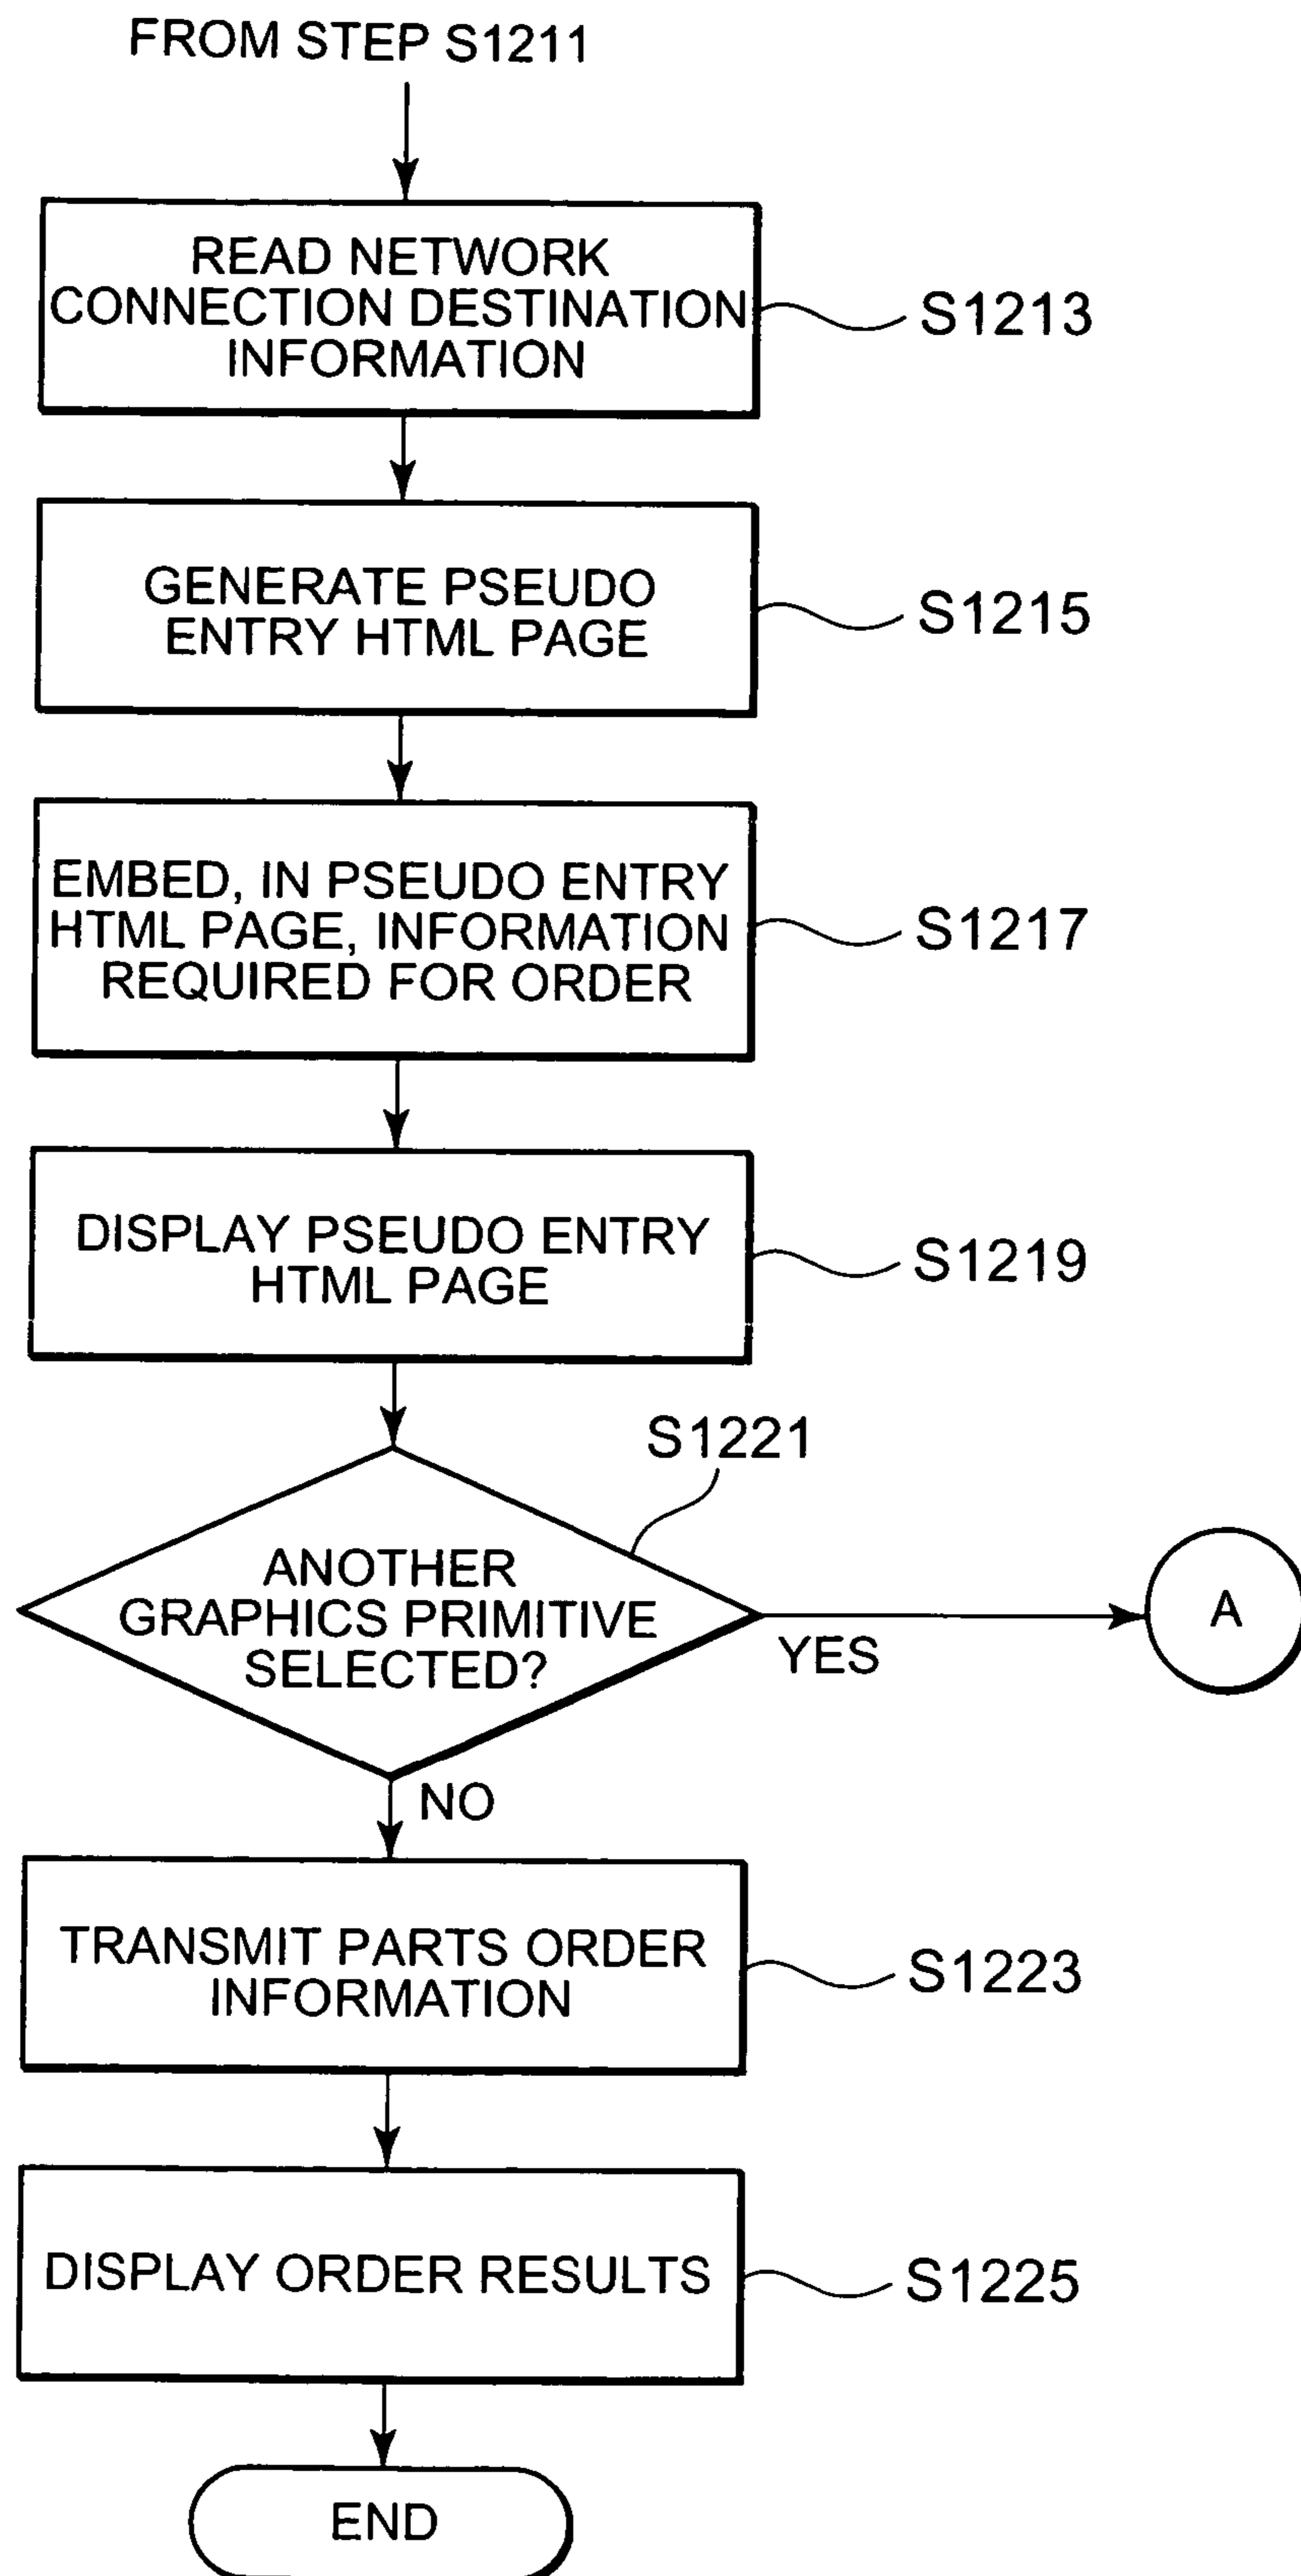 FROM STEP S1211
READ NETWORK
CONNECTION DESTINATION
INFORMATION
S1213
GENERATE PSEUDO
ENTRY HTML PAGE
S1215
EMBED, IN PSEUDO ENTRY
HTML PAGE, INFORMATION
REQUIRED FOR ORDER
S1217
DISPLAY PSEUDO ENTRY
HTML PAGE
S1219
S1221
ANOTHER
GRAPHICS PRIMITIVE
SELECTED?
YES
A
NO
TRANSMIT PARTS ORDER
INFORMATION
S1223
DISPLAY ORDER RESULTS
S1225
END